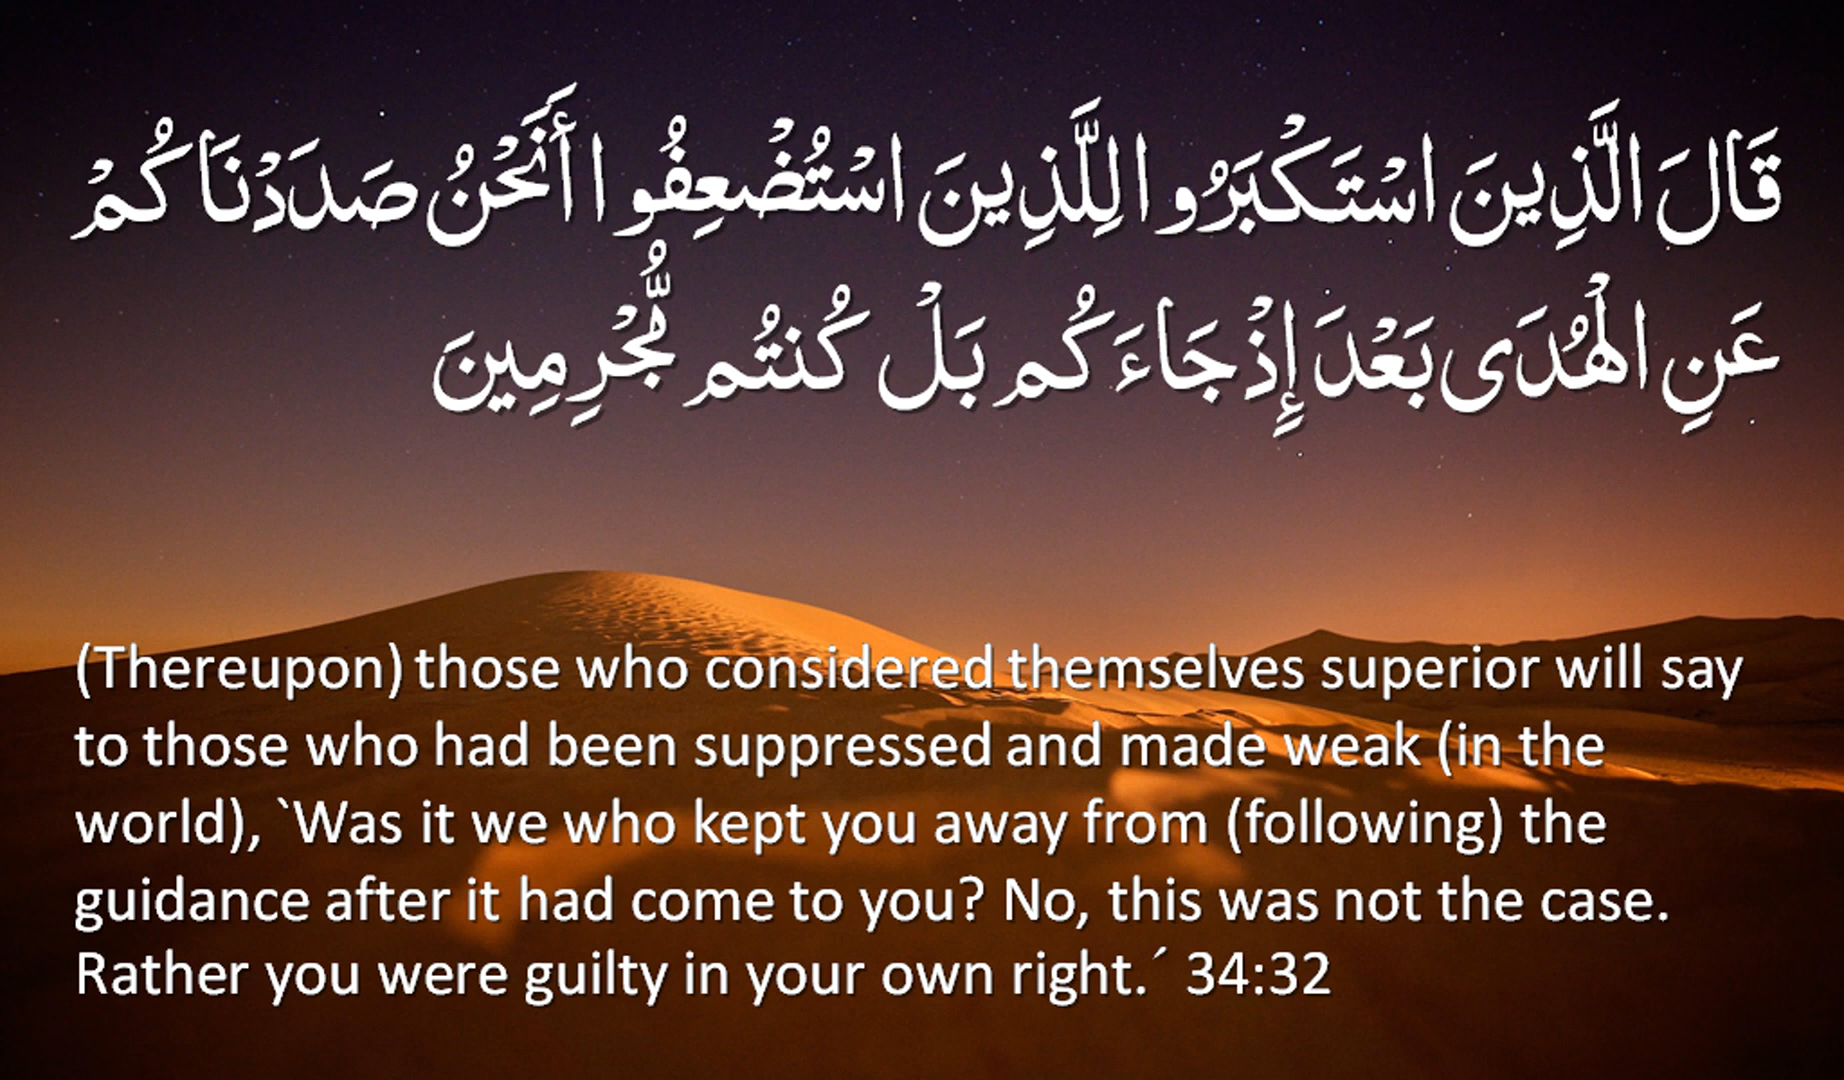 قَالَ الَّذِينَ اسْتَكْبَرُوا لِلَّذِينَ اسْتُضْعِفُوا أَنَحْنُ صَدَدْنَاكُمْ
عَنِ الْهُدَى بَعْدَ إِذْ جَاءَكُم بَلْ كُنتُم مُّجْرِمِينَ
(Thereupon) those who considered themselves superior will say
to those who had been suppressed and made weak (in the
world), `Was it we who kept you away from (following) the
guidance after it had come to you? No, this was not the case.
Rather you were guilty in your own right.´ 34:32